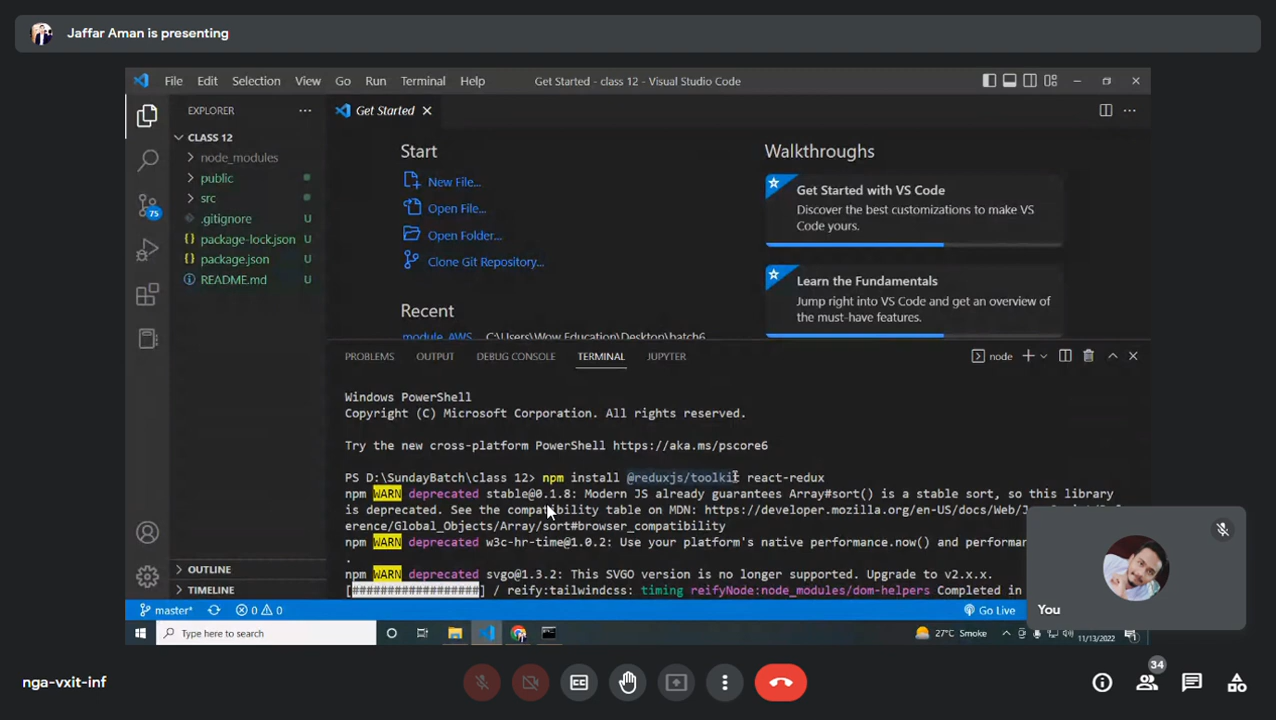 Jaffar Aman is presenting
File Edit Selection View Go Run Terminal Help
Get Started - class 12 - Visual Studio Code
EXPLORER
Get Started
CLASS 12
node_modules
public
src
.gitignore U
package-lock.json U
package.json U
README.md U
75
OUTLINE
TIMELINE
Start
New File...
Open File...
Open Folder...
Clone Git Repository...
Recent
module_AWS C:\Users\Wow Education\Desktop\batch6
Walkthroughs
Get Started with VS Code
Discover the best customizations to make VS
Code yours.
Learn the Fundamentals
Jump right into VS Code and get an overview of
the must-have features.
PROBLEMS OUTPUT DEBUG CONSOLE TERMINAL JUPYTER
node
Windows PowerShell
Copyright (C) Microsoft Corporation. All rights reserved.
Try the new cross-platform PowerShell https://aka.ms/pscore6
PS D:\SundayBatch\class 12> npm install @reduxjs/toolkit react-redux
npm WARN deprecated stable@0.1.8: Modern JS already guarantees Array#sort() is a stable sort, so this library
is deprecated. See the compatibility table on MDN: https://developer.mozilla.org/en-US/docs/Web/
erence/Global_Objects/Array/sort#browser_compatibility
npm WARN deprecated w3c-hr-time@1.0.2: Use your platform's native performance.now() and
.
npm WARN deprecated svgo@1.3.2: This SVGO version is no longer supported. Upgrade to v2.x.x.
[##################] / reify:tailwindcss: timing reifyNode:node_modules/dom-helpers Completed in
master* 0 0
Go Live
You
Type here to search
27°C Smoke
11/13/2022
nga-vxit-inf
34